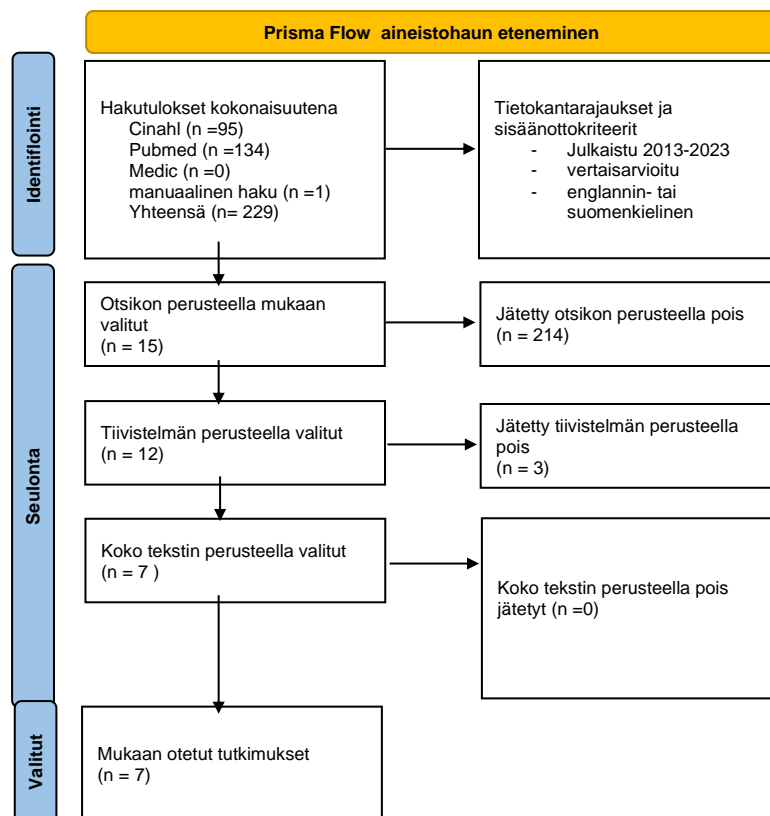 Prisma Flow aineistohaun eteneminen
Identifiointi
Hakutulokset kokonaisuutena
Cinahl (n =95)
Pubmed (n =134)
Medic (n =0)
manuaalinen haku (n =1)
Yhteensä (n= 229)
Tietokantarajaukset ja
sisäänottokriteerit
- Julkaistu 2013-2023
- vertaisarvioitu
- englannin- tai
suomenkielinen
Seulonta
Otsikon perusteella mukaan
valitut
(n = 15)
Jätetty otsikon perusteella pois
(n = 214)
Tiivistelmän perusteella valitut
(n = 12)
Jätetty tiivistelmän perusteella
pois
(n = 3)
Koko tekstin perusteella valitut
(n = 7 )
Koko tekstin perusteella pois
jätetyt (n =0)
Valitut
Mukaan otetut tutkimukset
(n = 7)